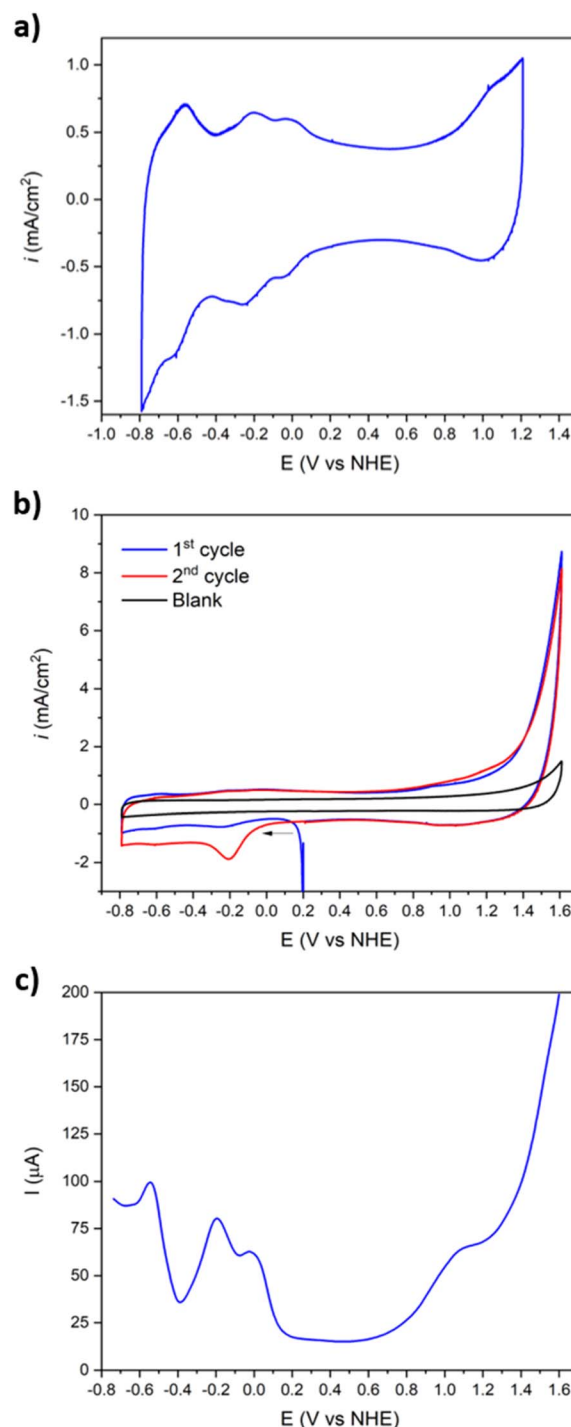 a)
1.0
0.5
0.0
-0.5
-1.0
-1.5
i (mA/cm²)
-1.0 -0.8 -0.6 -0.4 -0.2 0.0 0.2 0.4 0.6 0.8 1.0 1.2 1.4
E (V vs NHE)
b)
10
8
6
4
2
0
-2
i (mA/cm²)
1st cycle
2nd cycle
Blank
-0.8 -0.6 -0.4 -0.2 0.0 0.2 0.4 0.6 0.8 1.0 1.2 1.4 1.6
E (V vs NHE)
c)
200
175
150
125
100
75
50
25
0
I (μA)
-0.8 -0.6 -0.4 -0.2 0.0 0.2 0.4 0.6 0.8 1.0 1.2 1.4 1.6
E (V vs NHE)